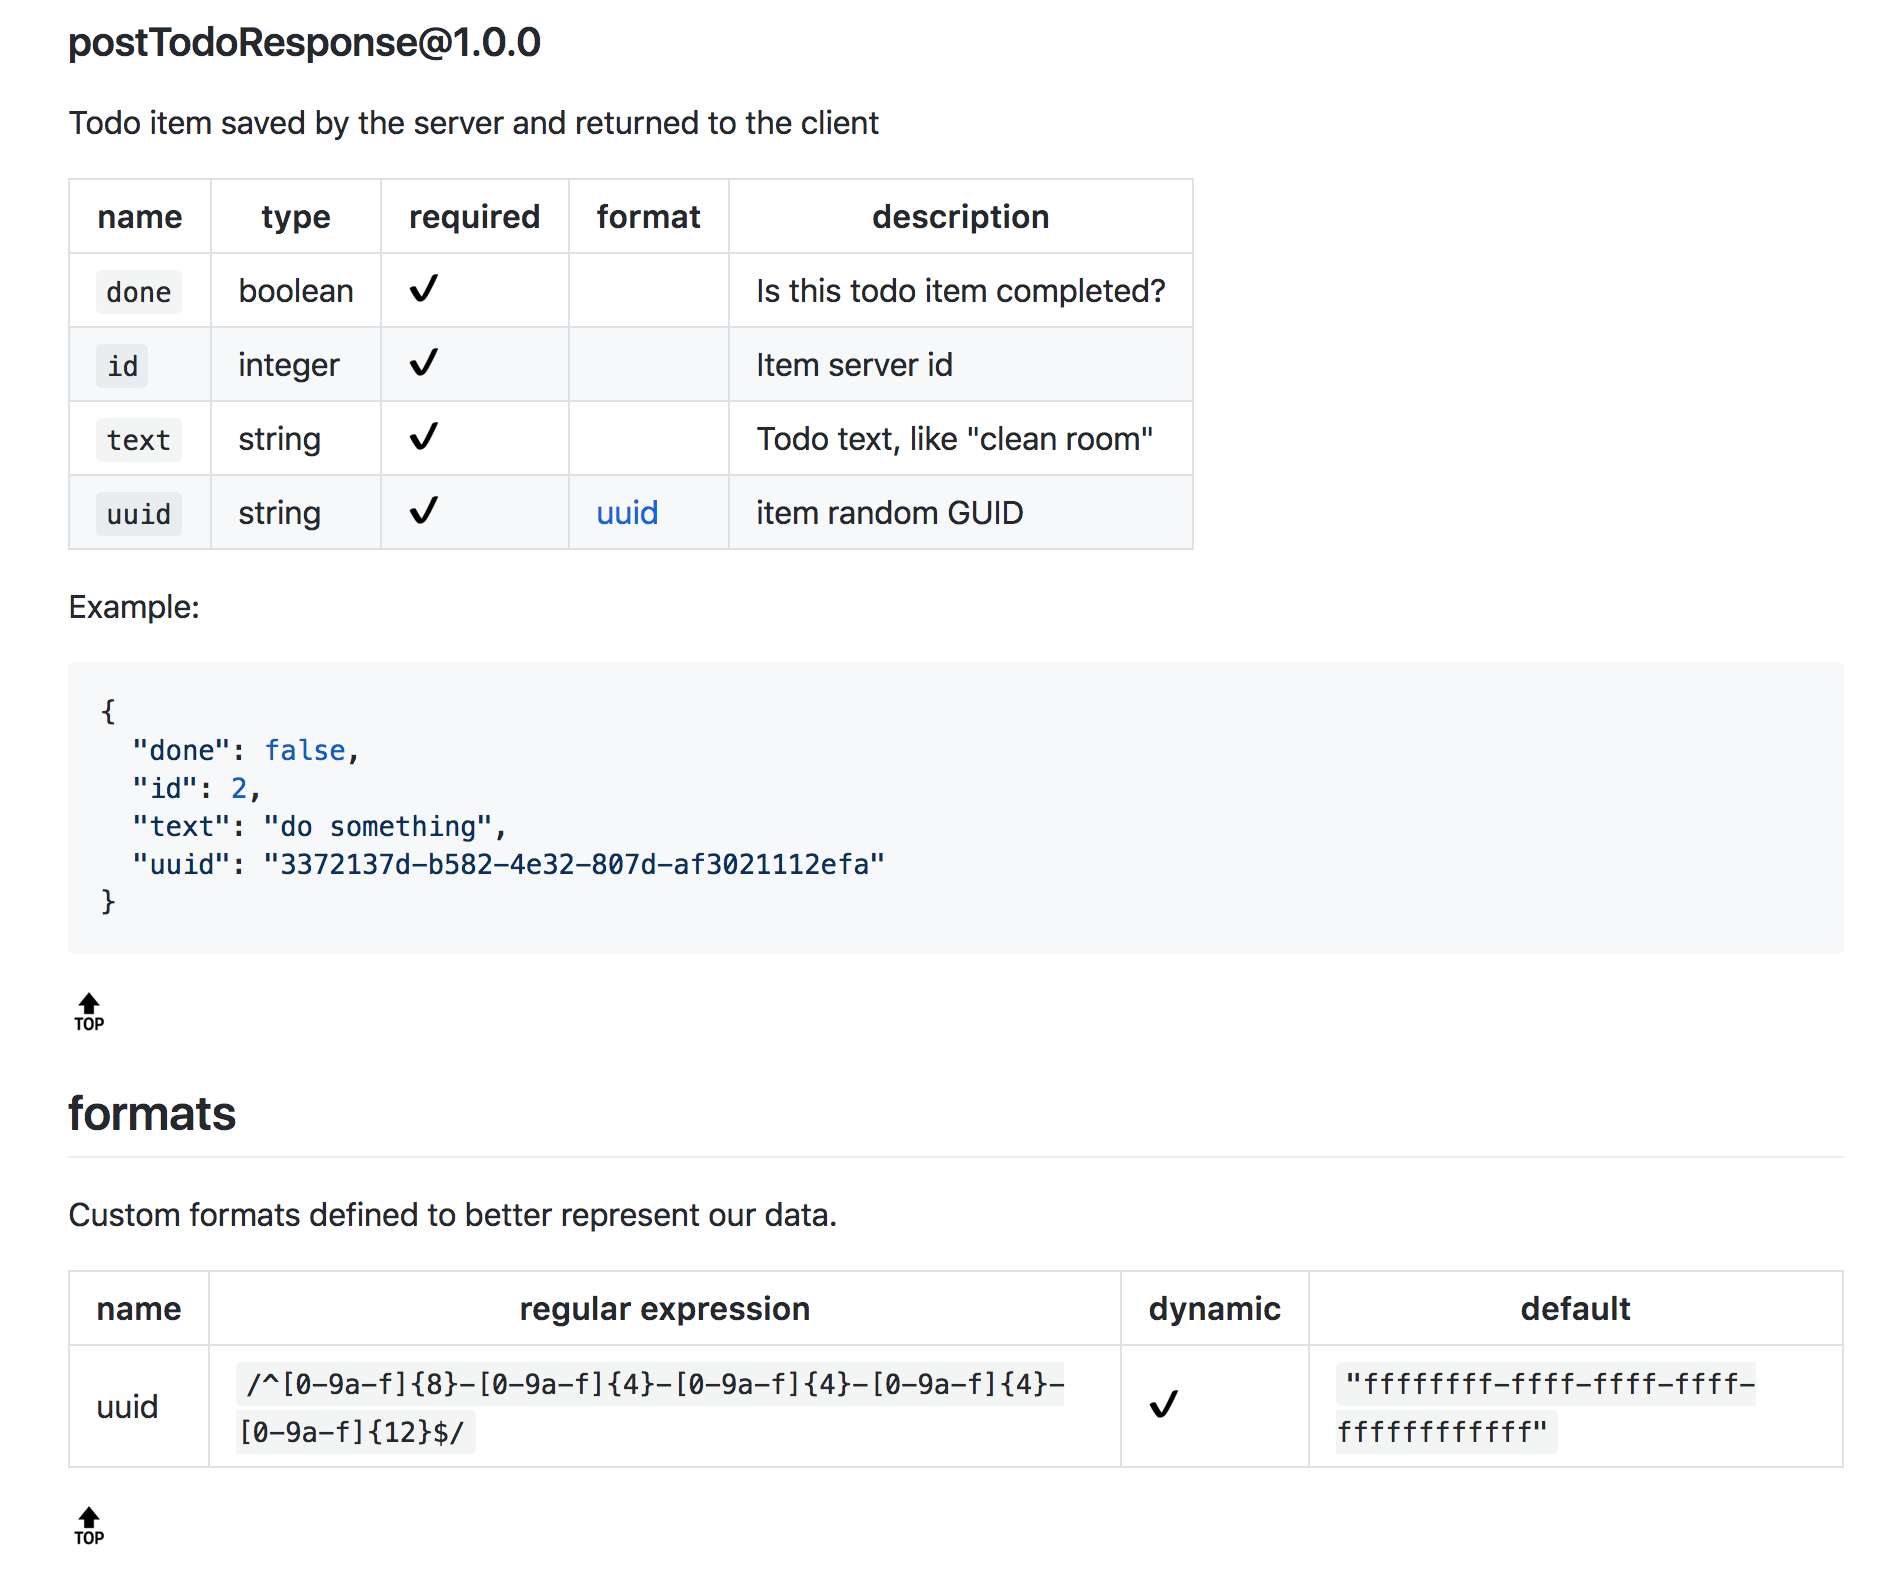 postTodoResponse@1.0.0
Todo item saved by the server and returned to the client
name type required format description
done boolean ✔ Is this todo item completed?
id integer ✔ Item server id
text string ✔ Todo text, like "clean room"
uuid string ✔ uuid item random GUID
Example:
{
  "done": false,
  "id": 2,
  "text": "do something",
  "uuid": "3372137d-b582-4e32-807d-af3021112efa"
}
TOP
formats
Custom formats defined to better represent our data.
name regular expression dynamic default
uuid /^[0-9a-f]{8}-[0-9a-f]{4}-[0-9a-f]{4}-[0-9a-f]{4}- ✔ "ffffffff-ffff-ffff-ffff-
[0-9a-f]{12}$/ ffffffffffff"
TOP